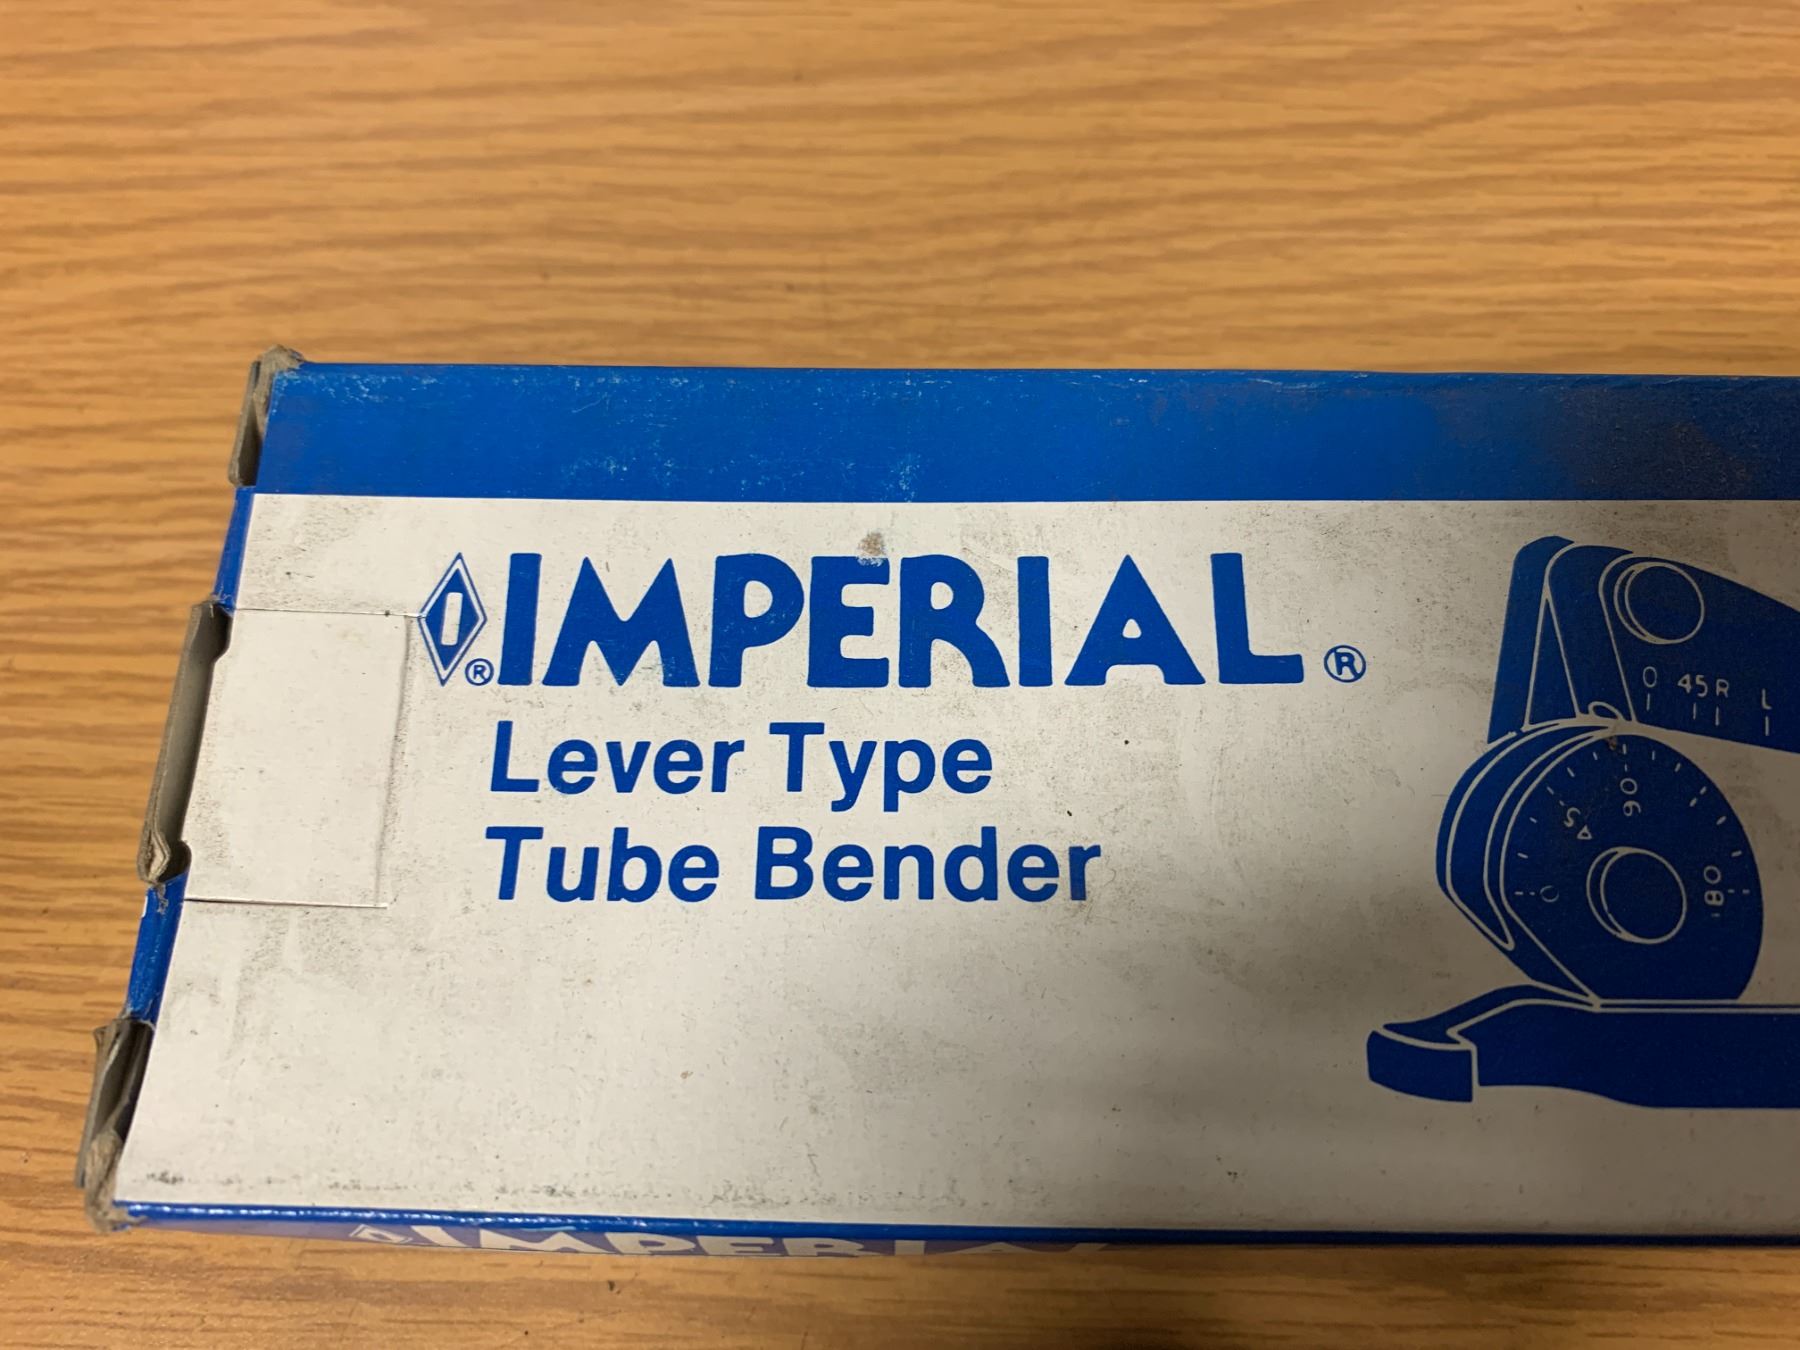 ®IMPERIAL®
Lever Type
Tube Bender
0 45 R L
90
45
0
180
IMPERIAL